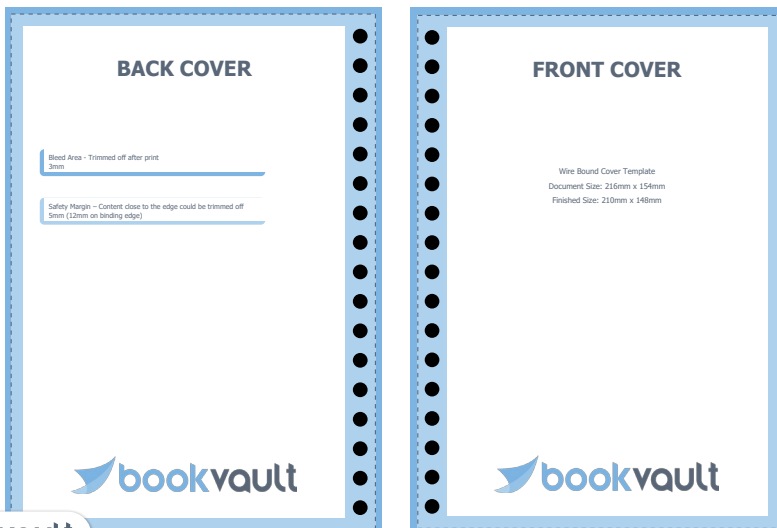 BACK COVER
Bleed Area - Trimmed off after print
3mm
Safety Margin – Content close to the edge could be trimmed off
5mm (12mm on binding edge)
bookvault
FRONT COVER
Wire Bound Cover Template
Document Size: 216mm x 154mm
Finished Size: 210mm x 148mm
bookvault